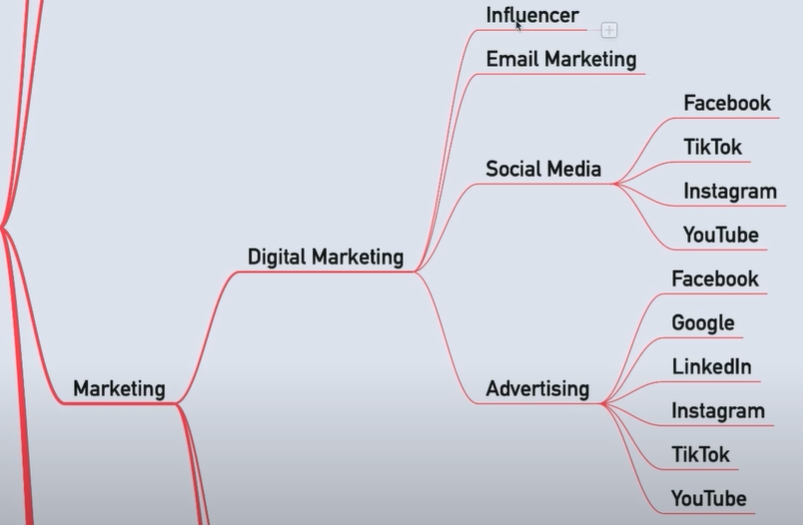 Influencer
Email Marketing
Facebook
TikTok
Social Media
Instagram
YouTube
Digital Marketing
Facebook
Google
LinkedIn
Marketing
Advertising
Instagram
TikTok
YouTube